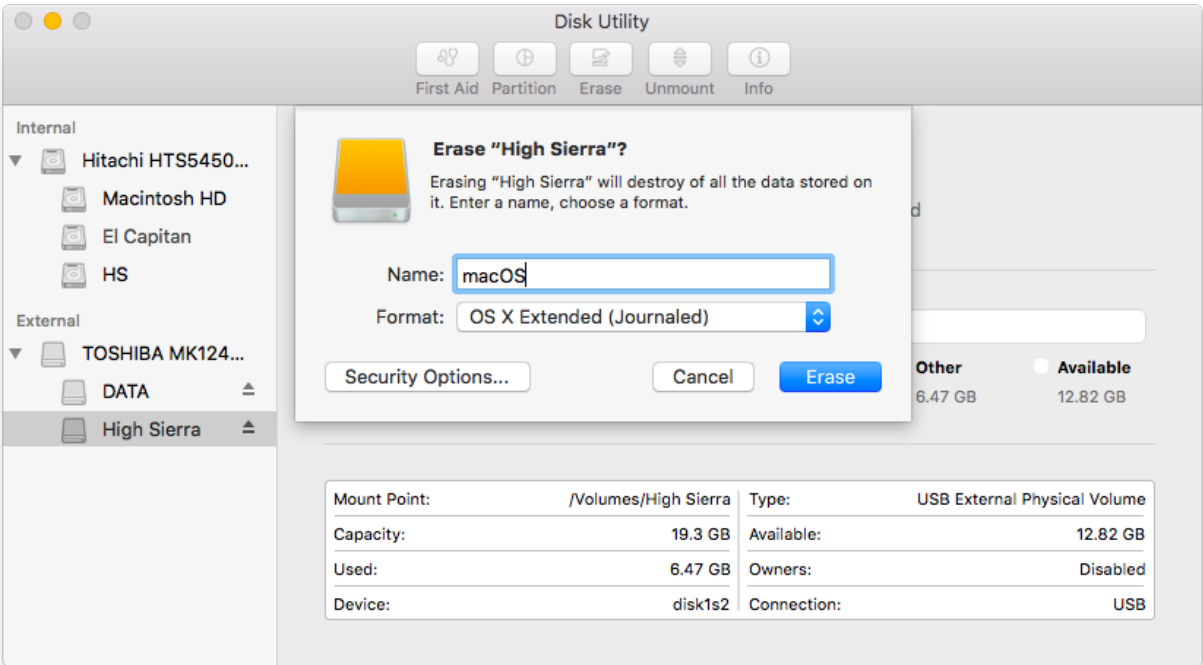 Disk Utility
First Aid Partition Erase Unmount Info
Internal
Hitachi HTS5450...
Macintosh HD
El Capitan
HS
External
TOSHIBA MK124...
DATA
High Sierra
Erase “High Sierra”?
Erasing “High Sierra” will destroy of all the data stored on
it. Enter a name, choose a format.
Name: macOS
Format: OS X Extended (Journaled)
Security Options... Cancel Erase
d
Other Available
6.47 GB 12.82 GB
Mount Point: /Volumes/High Sierra Type: USB External Physical Volume
Capacity: 19.3 GB Available: 12.82 GB
Used: 6.47 GB Owners: Disabled
Device: disk1s2 Connection: USB